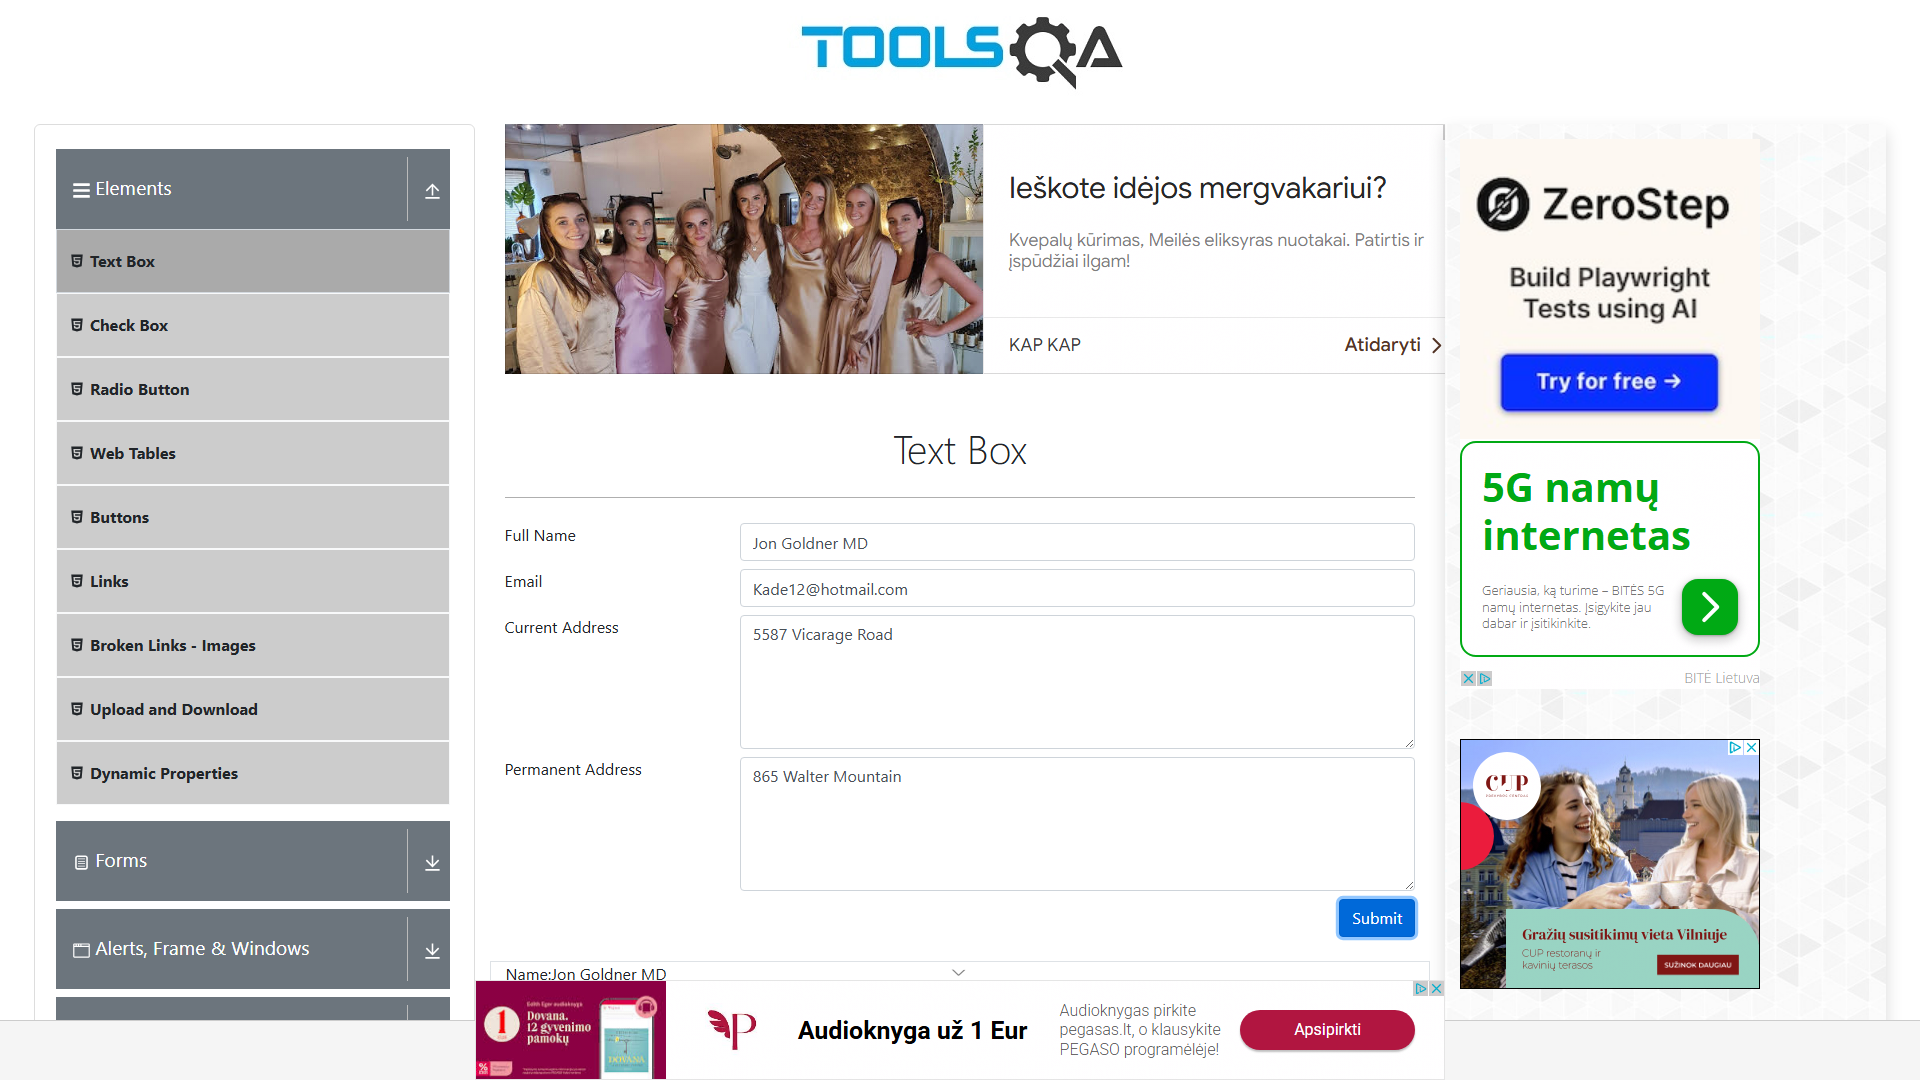 TOOLSQA
Elements
Text Box
Check Box
Radio Button
Web Tables
Buttons
Links
Broken Links - Images
Upload and Download
Dynamic Properties
Forms
Alerts, Frame & Windows
Ieškote idėjos mergvakariui?
Kvepalų kūrimas, Meilės eliksyras nuotakai. Patirtis ir
įspūdžiai ilgam!
KAP KAP
Atidaryti
Text Box
Full Name
Jon Goldner MD
Email
Kade12@hotmail.com
Current Address
5587 Vicarage Road
Permanent Address
865 Walter Mountain
Submit
Name:Jon Goldner MD
Edith Eger audioknyga
1
Dovana.
12 gyvenimo
pamokų
DOVANA
%
P
Audioknyga už 1 Eur
Audioknygas pirkite
pegasas.lt, o klausykite
PEGASO programėlėje!
Apsipirkti
ZeroStep
Build Playwright
Tests using AI
Try for free →
5G namų
internetas
Geriausia, ką turime – BITĖS 5G
namų internetas. Įsigykite jau
dabar ir įsitikinkite.
BITĖ Lietuva
CUP
Gražių susitikimų vieta Vilniuje
CUP restoranų ir
kavinių terasos
SUŽINOK DAUGIAU